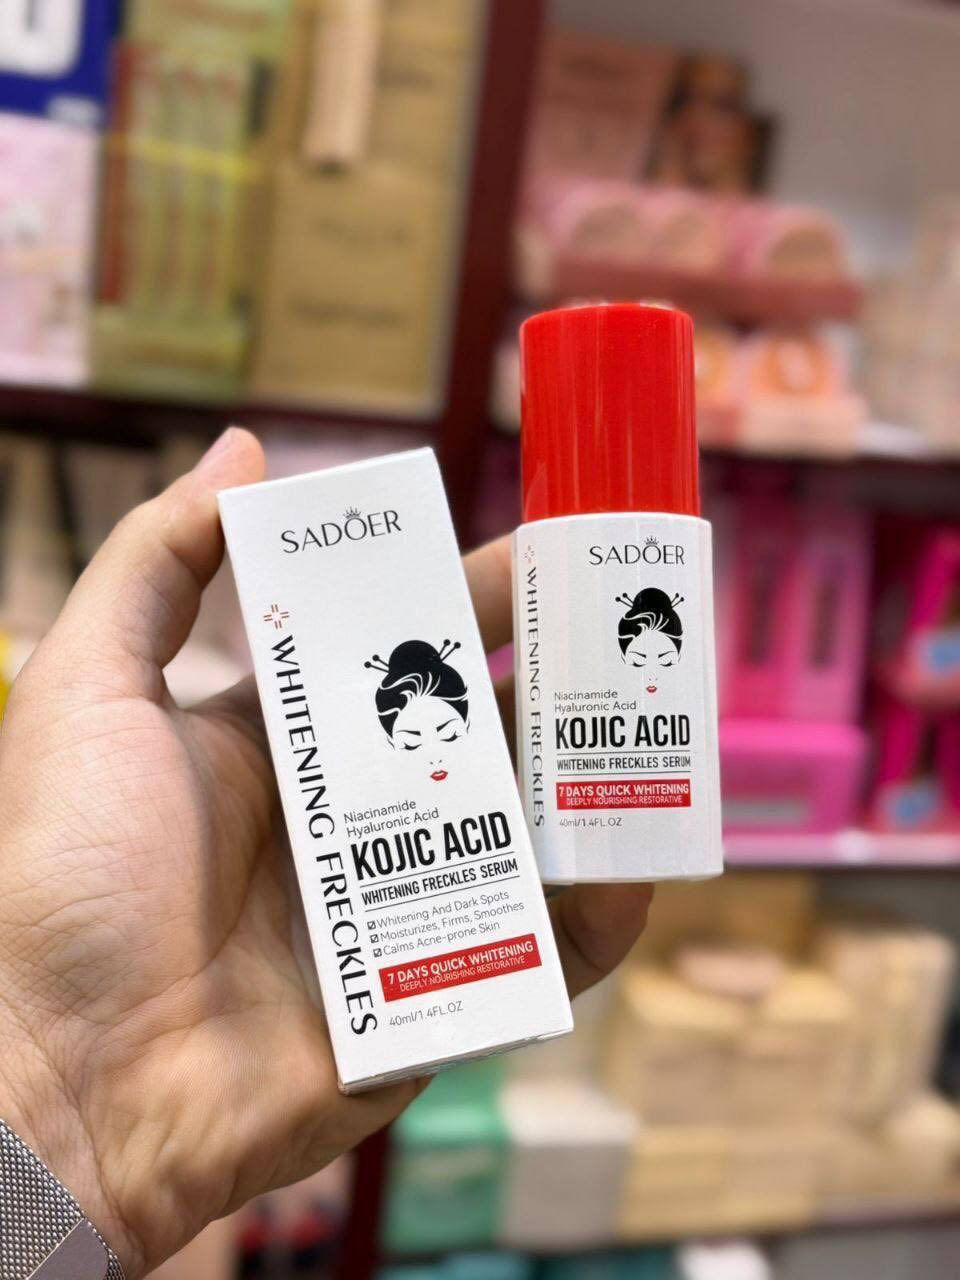 SADOER
WHITENING FRECKLES
Niacinamide
Hyaluronic Acid
KOJIC ACID
WHITENING FRECKLES SERUM
Whitening And Dark Spots
Moisturizes, Firms, Smoothes
Calms Acne-prone Skin
7 DAYS QUICK WHITENING
DEEPLY NOURISHING RESTORATIVE
40ml/1.4FL.OZ
SADOER
WHITENING FRECKLES
Niacinamide
Hyaluronic Acid
KOJIC ACID
WHITENING FRECKLES SERUM
7 DAYS QUICK WHITENING
DEEPLY NOURISHING RESTORATIVE
40ml/1.4FL.OZ